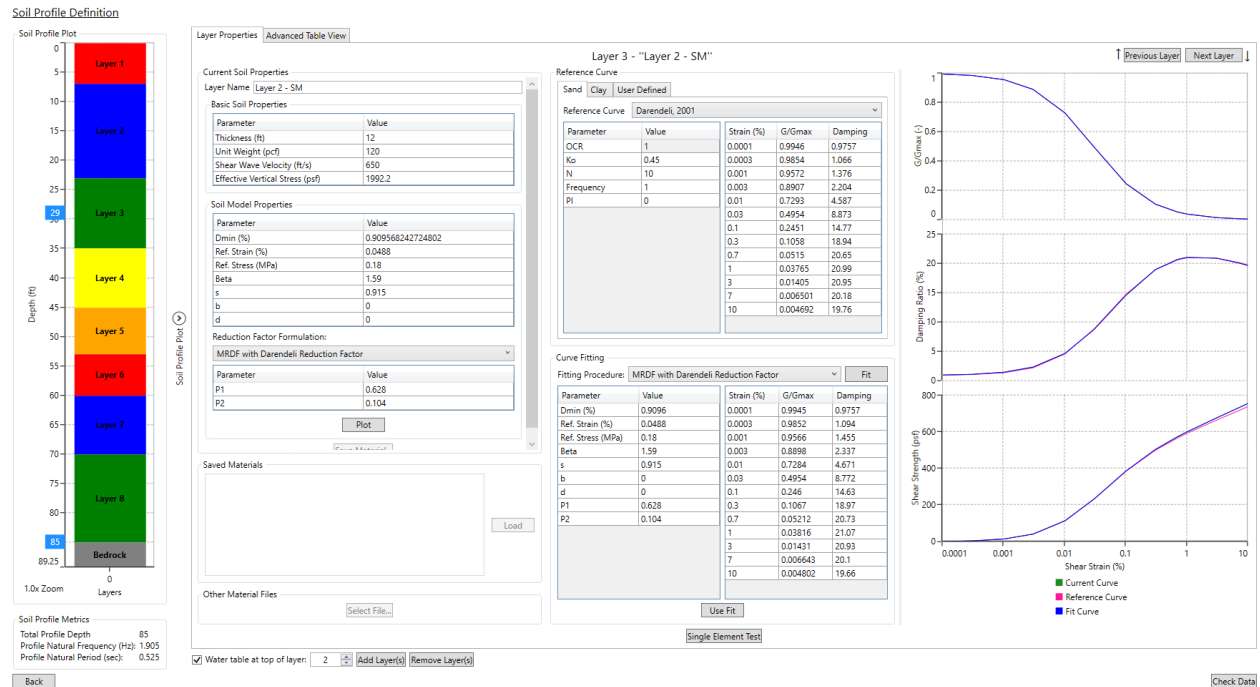 Soil Profile Definition
Soil Profile Plot
0
5
10
15
20
25
29
35
40
45
50
55
60
65
70
75
80
85
89.25
Depth (ft)
Layer 1
Layer 2
Layer 3
Layer 4
Layer 5
Layer 6
Layer 7
Layer 8
Bedrock
0
Layers
1.0x Zoom
Soil Profile Plot
Soil Profile Metrics
Total Profile Depth 85
Profile Natural Frequency (Hz): 1.905
Profile Natural Period (sec): 0.525
Back
Layer Properties Advanced Table View
Layer 3 - "Layer 2 - SM"
↑ Previous Layer Next Layer ↓
Current Soil Properties
Layer Name Layer 2 - SM
Basic Soil Properties
Parameter Value
Thickness (ft) 12
Unit Weight (pcf) 120
Shear Wave Velocity (ft/s) 650
Effective Vertical Stress (psf) 1992.2
Soil Model Properties
Parameter Value
Dmin (%) 0.909568242724802
Ref. Strain (%) 0.0488
Ref. Stress (MPa) 0.18
Beta 1.59
s 0.915
b 0
d 0
Reduction Factor Formulation:
MRDF with Darendeli Reduction Factor
Parameter Value
P1 0.628
P2 0.104
Plot
Save Material
Saved Materials
Load
Other Material Files
Select File...
Reference Curve
Sand Clay User Defined
Reference Curve Darendeli, 2001
Parameter Value
OCR 1
Ko 0.45
N 10
Frequency 1
PI 0
Strain (%) G/Gmax Damping
0.0001 0.9946 0.9757
0.0003 0.9854 1.066
0.001 0.9572 1.376
0.003 0.8907 2.204
0.01 0.7293 4.587
0.03 0.4954 8.873
0.1 0.2451 14.77
0.3 0.1058 18.94
0.7 0.0515 20.65
1 0.03765 20.99
3 0.01405 20.95
7 0.006501 20.18
10 0.004692 19.76
Curve Fitting
Fitting Procedure: MRDF with Darendeli Reduction Factor Fit
Parameter Value
Dmin (%) 0.9096
Ref. Strain (%) 0.0488
Ref. Stress (MPa) 0.18
Beta 1.59
s 0.915
b 0
d 0
P1 0.628
P2 0.104
Strain (%) G/Gmax Damping
0.0001 0.9945 0.9757
0.0003 0.9852 1.094
0.001 0.9566 1.455
0.003 0.8898 2.337
0.01 0.7284 4.671
0.03 0.4954 8.772
0.1 0.246 14.63
0.3 0.1067 18.97
0.7 0.05212 20.73
1 0.03816 21.07
3 0.01431 20.93
7 0.006643 20.1
10 0.004802 19.66
Use Fit
Single Element Test
G/Gmax (-)
1
0.8
0.6
0.4
0.2
0
Damping Ratio (%)
25
20
15
10
5
0
Shear Strength (psf)
800
600
400
200
0
0.0001 0.001 0.01 0.1 1 10
Shear Strain (%)
Current Curve
Reference Curve
Fit Curve
Water table at top of layer: 2 Add Layer(s) Remove Layer(s)
Check Data